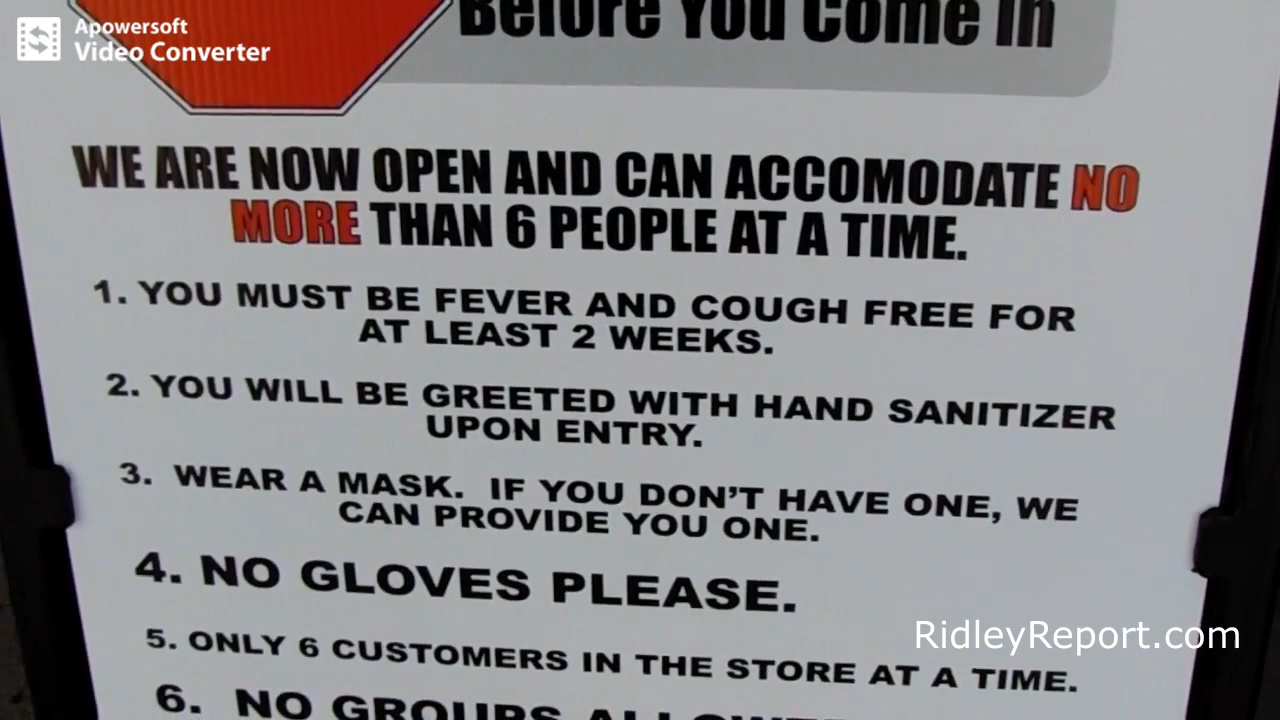 Apowersoft
Video Converter
Before You Come In
WE ARE NOW OPEN AND CAN ACCOMODATE NO
MORE THAN 6 PEOPLE AT A TIME.
1. YOU MUST BE FEVER AND COUGH FREE FOR
AT LEAST 2 WEEKS.
2. YOU WILL BE GREETED WITH HAND SANITIZER
UPON ENTRY.
3. WEAR A MASK. IF YOU DON'T HAVE ONE, WE
CAN PROVIDE YOU ONE.
4. NO GLOVES PLEASE.
RidleyReport.com
5. ONLY 6 CUSTOMERS IN THE STORE AT A TIME.
6. NO GROUPS ALLOWED